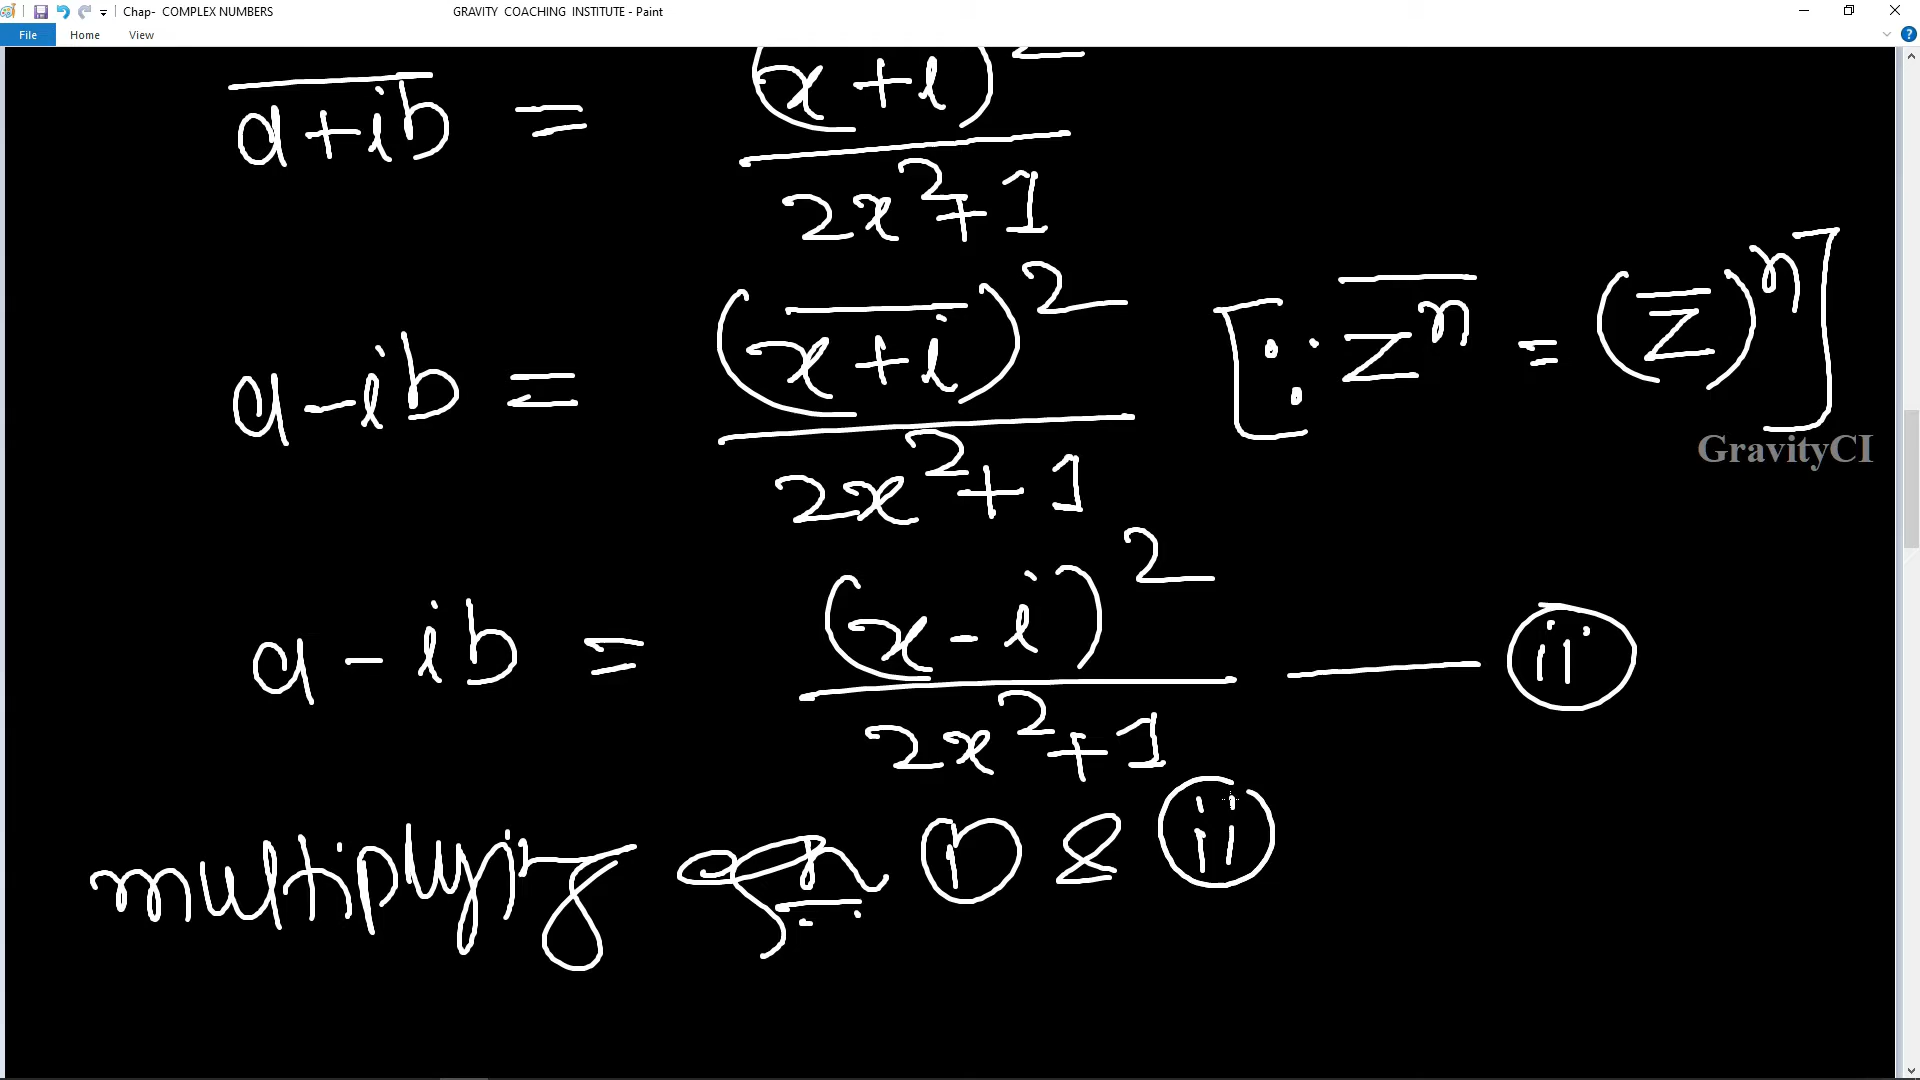 Chap- COMPLEX NUMBERS GRAVITY COACHING INSTITUTE - Paint
File Home View
a+ib = (x+i)²/2x²+1
a-ib = (x+i)²/2x²+1 [∵ zⁿ = (z̄)ⁿ]
GravityCI
a-ib = (x-i)²/2x²+1 — (ii)
multiplying eqn (i) & (ii)